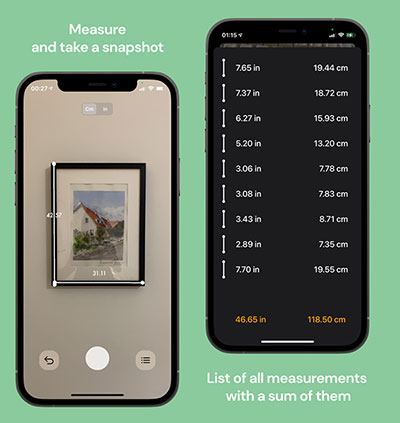 Measure
and take a snapshot
00:27
Cm In
42.57
31.11
01:15
7.65 in 19.44 cm
7.37 in 18.72 cm
6.27 in 15.93 cm
5.20 in 13.20 cm
3.06 in 7.78 cm
3.08 in 7.83 cm
3.43 in 8.71 cm
2.89 in 7.35 cm
7.70 in 19.55 cm
46.65 in 118.50 cm
List of all measurements
with a sum of them